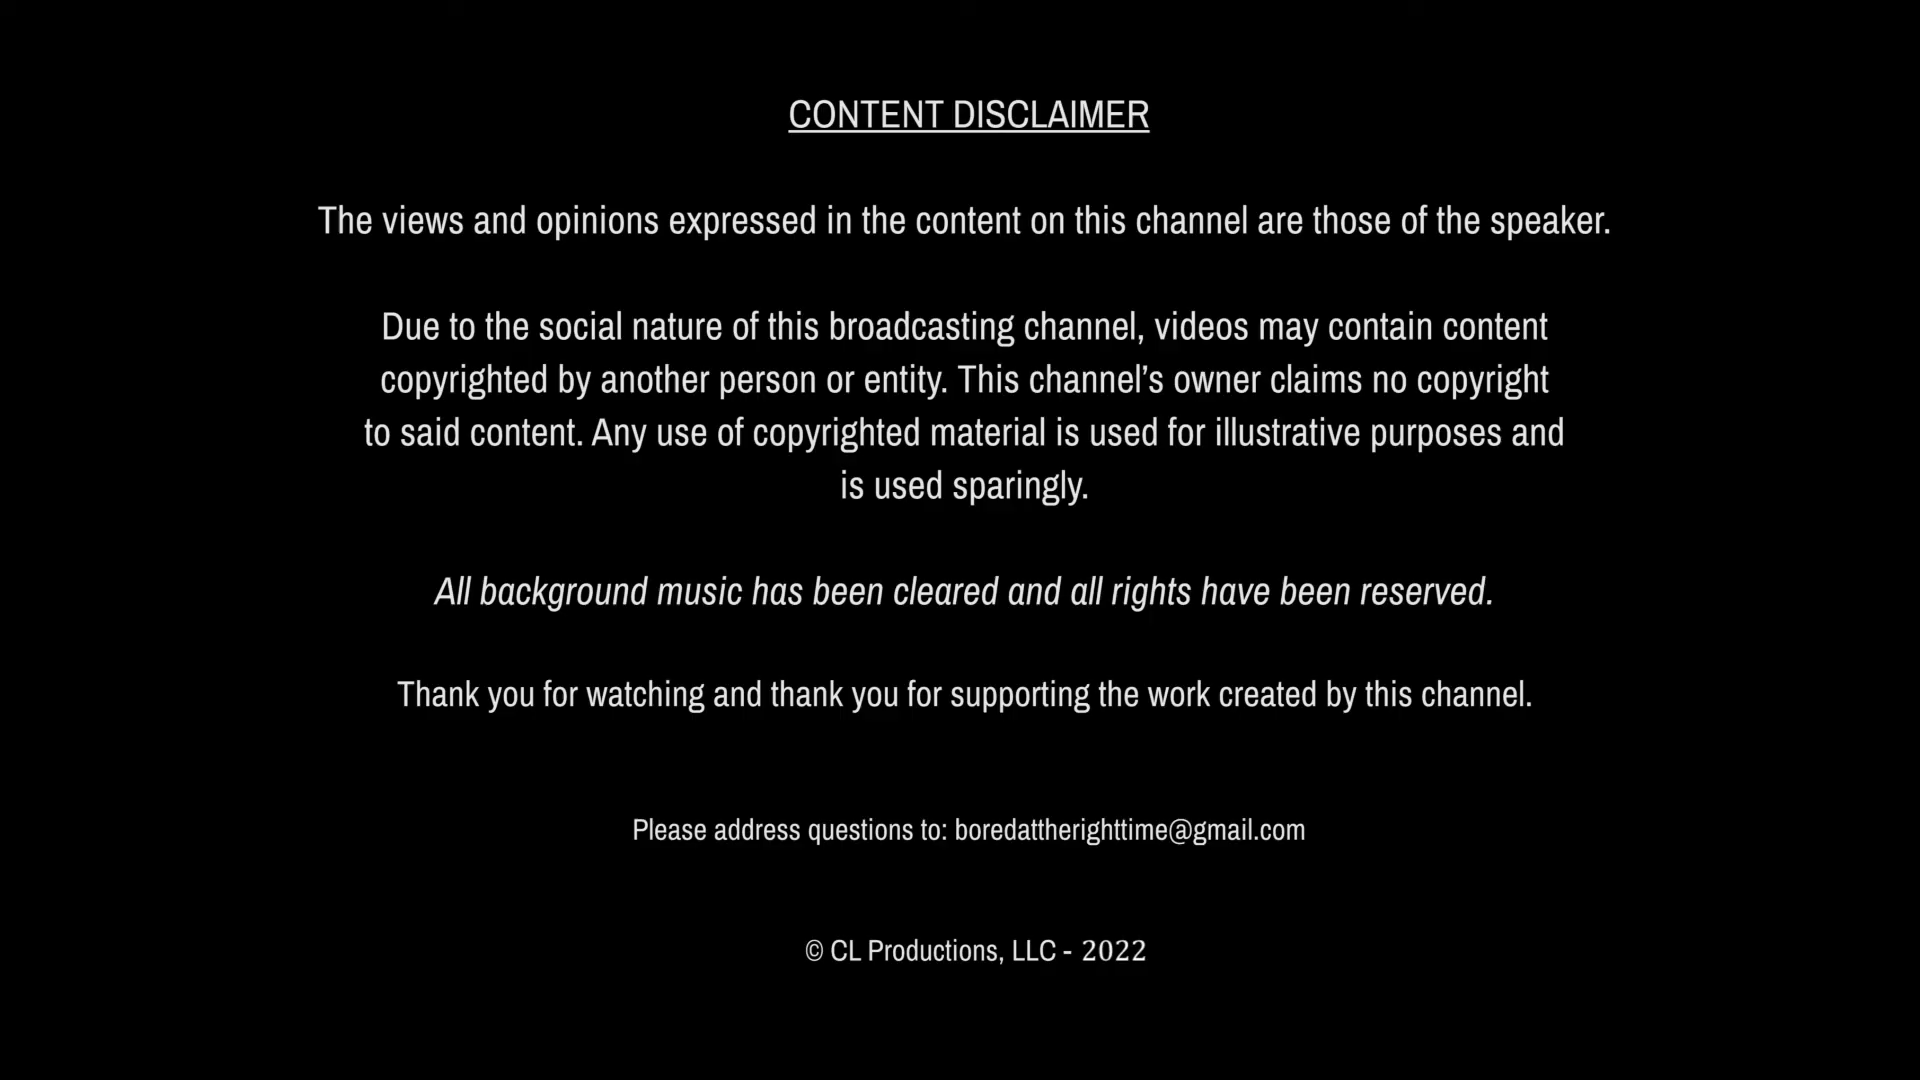 CONTENT DISCLAIMER
The views and opinions expressed in the content on this channel are those of the speaker.
Due to the social nature of this broadcasting channel, videos may contain content
copyrighted by another person or entity. This channel’s owner claims no copyright
to said content. Any use of copyrighted material is used for illustrative purposes and
is used sparingly.
All background music has been cleared and all rights have been reserved.
Thank you for watching and thank you for supporting the work created by this channel.
Please address questions to: boredattherighttime@gmail.com
© CL Productions, LLC - 2022